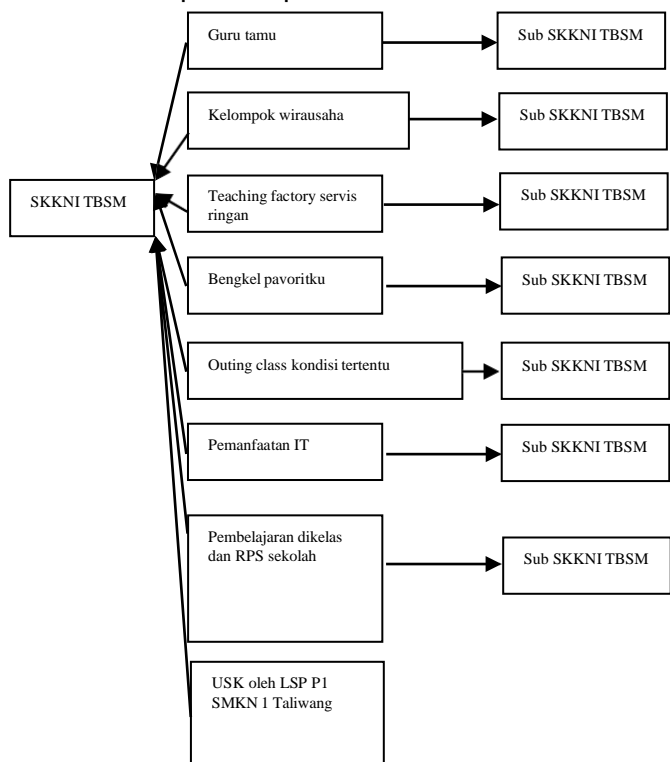 Guru tamu
Sub SKKNI TBSM
Kelompok wirausaha
Sub SKKNI TBSM
SKKNI TBSM
Teaching factory servis
ringan
Sub SKKNI TBSM
Bengkel pavoritku
Sub SKKNI TBSM
Outing class kondisi tertentu
Sub SKKNI TBSM
Pemanfaatan IT
Sub SKKNI TBSM
Pembelajaran dikelas
dan RPS sekolah
Sub SKKNI TBSM
USK oleh LSP P1
SMKN 1 Taliwang